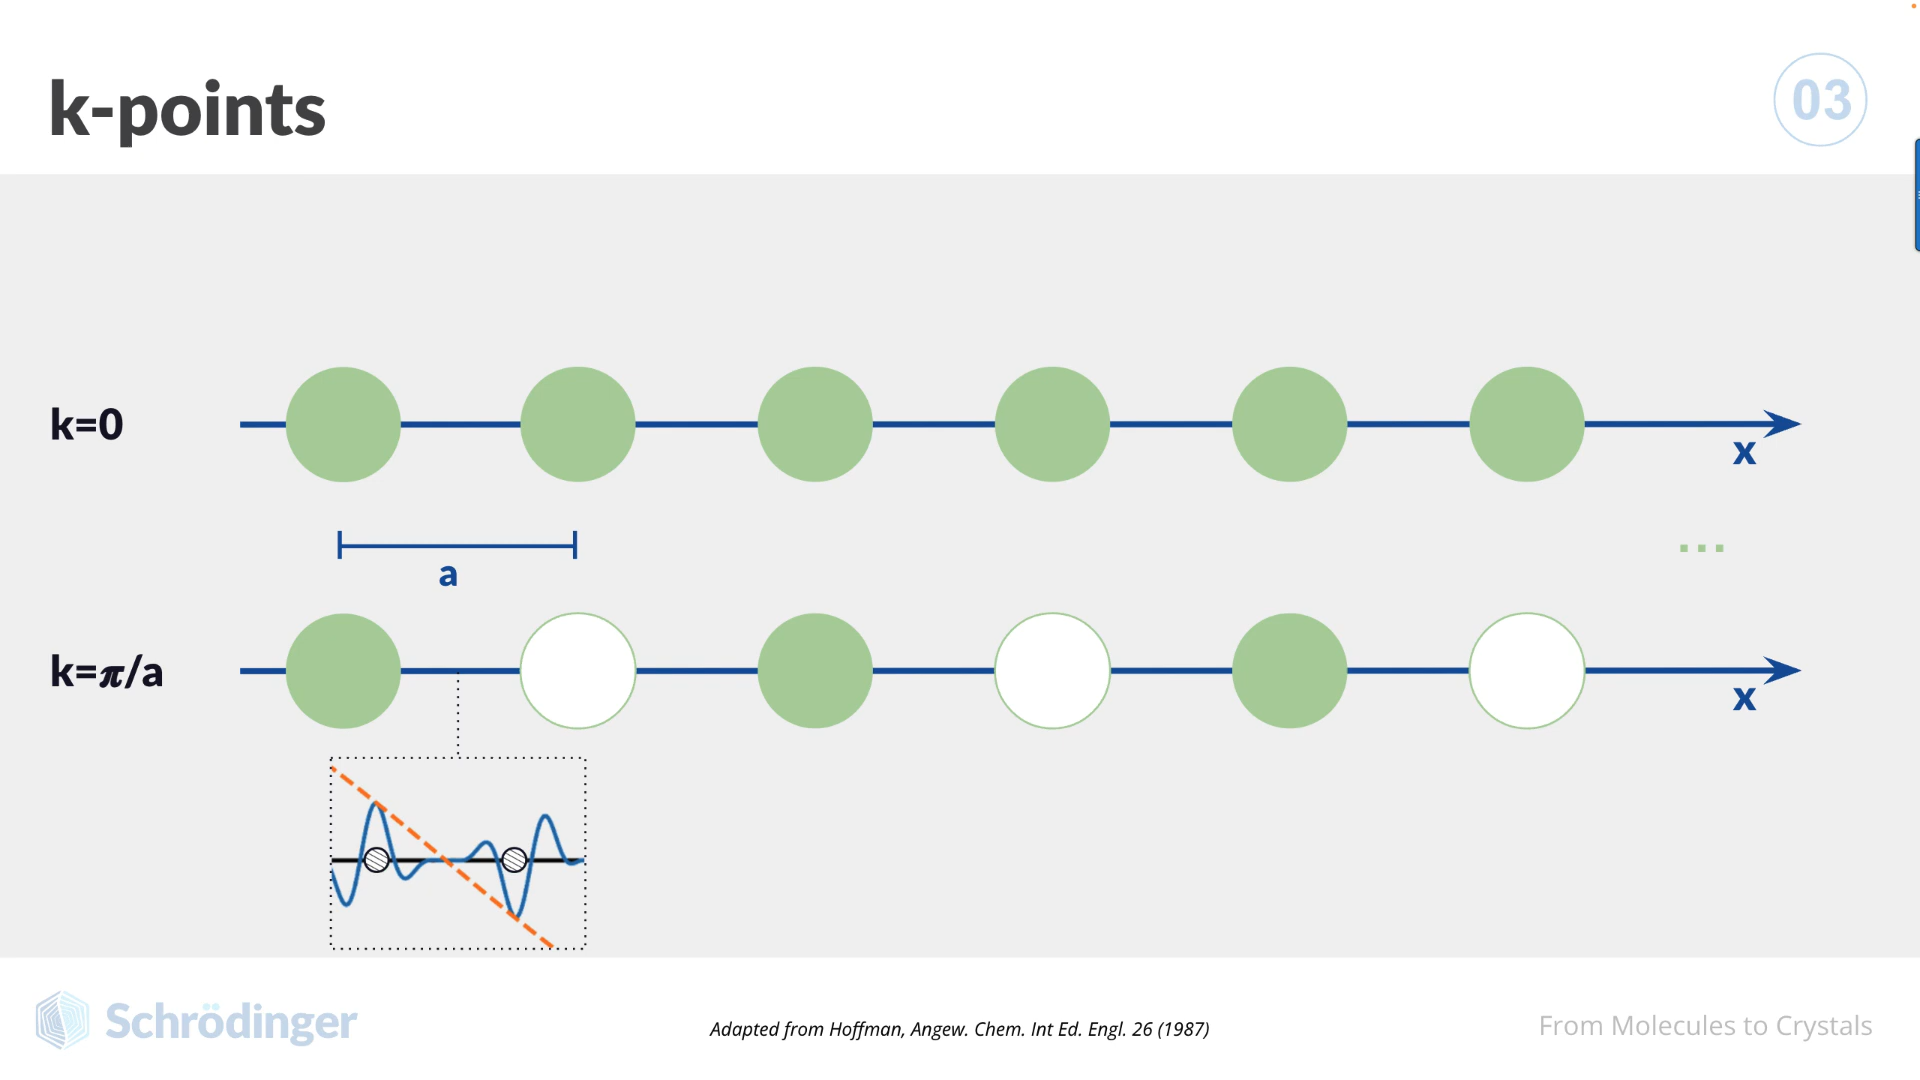 k-points
03
k=0
x
a
...
k=π/a
x
Schrödinger
Adapted from Hoffman, Angew. Chem. Int Ed. Engl. 26 (1987)
From Molecules to Crystals